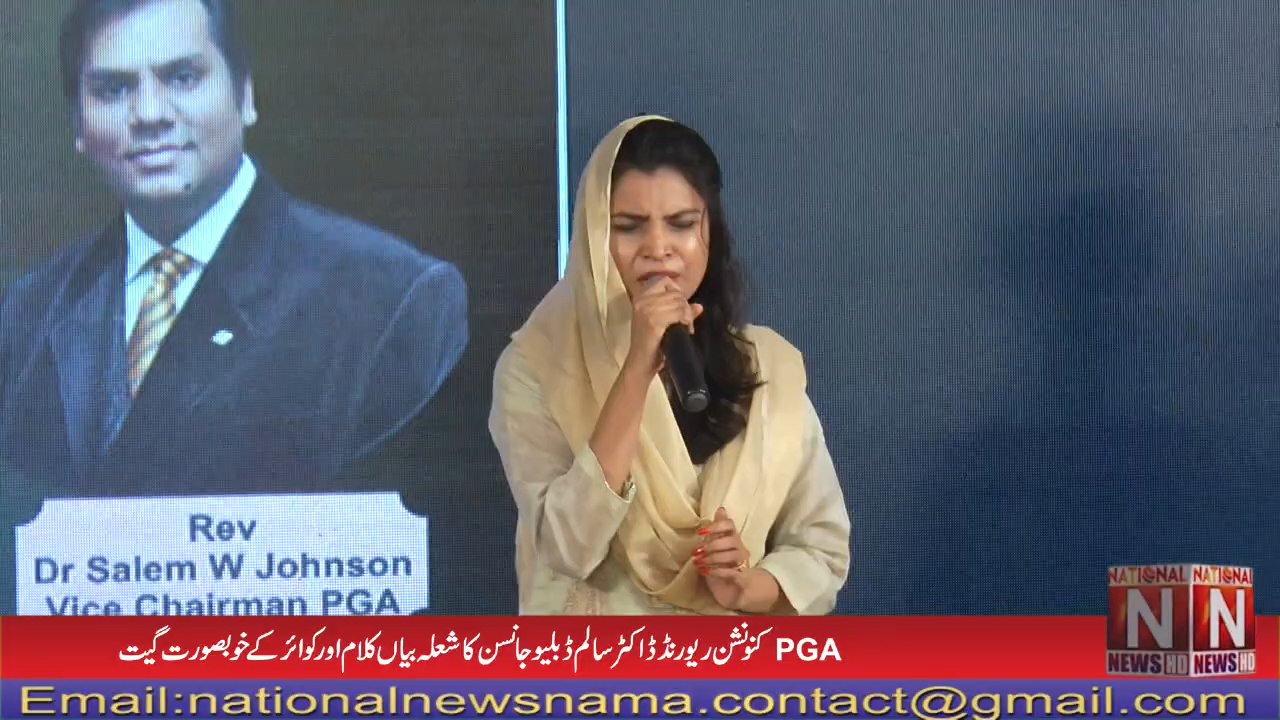 Rev
Dr Salem W Johnson
Vice Chairman PGA
PGA کنونشن ریورنڈ ڈاکٹر سالم ڈبلیو جانسن کا شعلہ بیاں کلام اور کوائر کے خوبصورت گیت
NATIONAL NATIONAL
N N
NEWS HD NEWS HD
Email:nationalnewsnama.contact@gmail.com